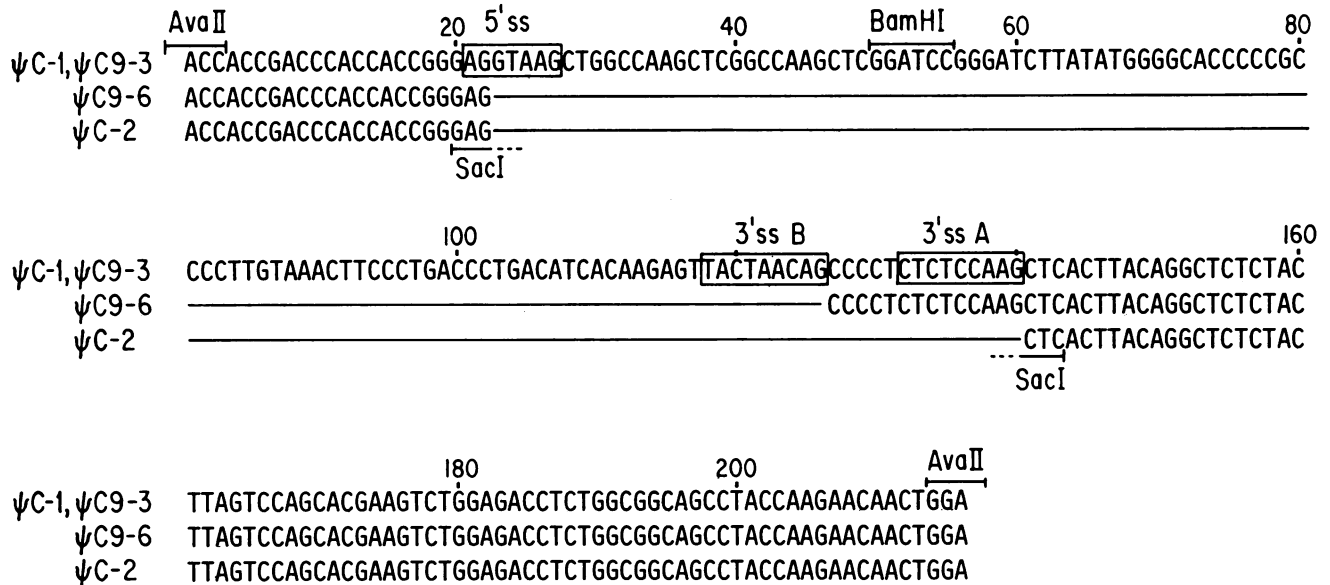 AvaII 20 5'ss 40 BamHI 60 80
ψC-1,ψC9-3 ACCACCGACCCACCACCGGGAGGTAAGCTGGCCAAGCTCGGCCAAGCTCGGATCCGGGATCTTATATGGGGCACCCCCGC
ψC9-6 ACCACCGACCCACCACCGGGAG
ψC-2 ACCACCGACCCACCACCGGGAG
SacI
100 3'ss B 3'ss A 160
ψC-1,ψC9-3 CCCTTGTAAACTTCCCTGACCCTGACATCACAAGAGTTACTAACAGCCCCTCTCTCCAAGCTCACTTACAGGCTCTCTAC
ψC9-6 CCCCTCTCTCCAAGCTCACTTACAGGCTCTCTAC
ψC-2 CTCACTTACAGGCTCTCTAC
SacI
180 200 AvaII
ψC-1,ψC9-3 TTAGTCCAGCACGAAGTCTGGAGACCTCTGGCGGCAGCCTACCAAGAACAACTGGA
ψC9-6 TTAGTCCAGCACGAAGTCTGGAGACCTCTGGCGGCAGCCTACCAAGAACAACTGGA
ψC-2 TTAGTCCAGCACGAAGTCTGGAGACCTCTGGCGGCAGCCTACCAAGAACAACTGGA